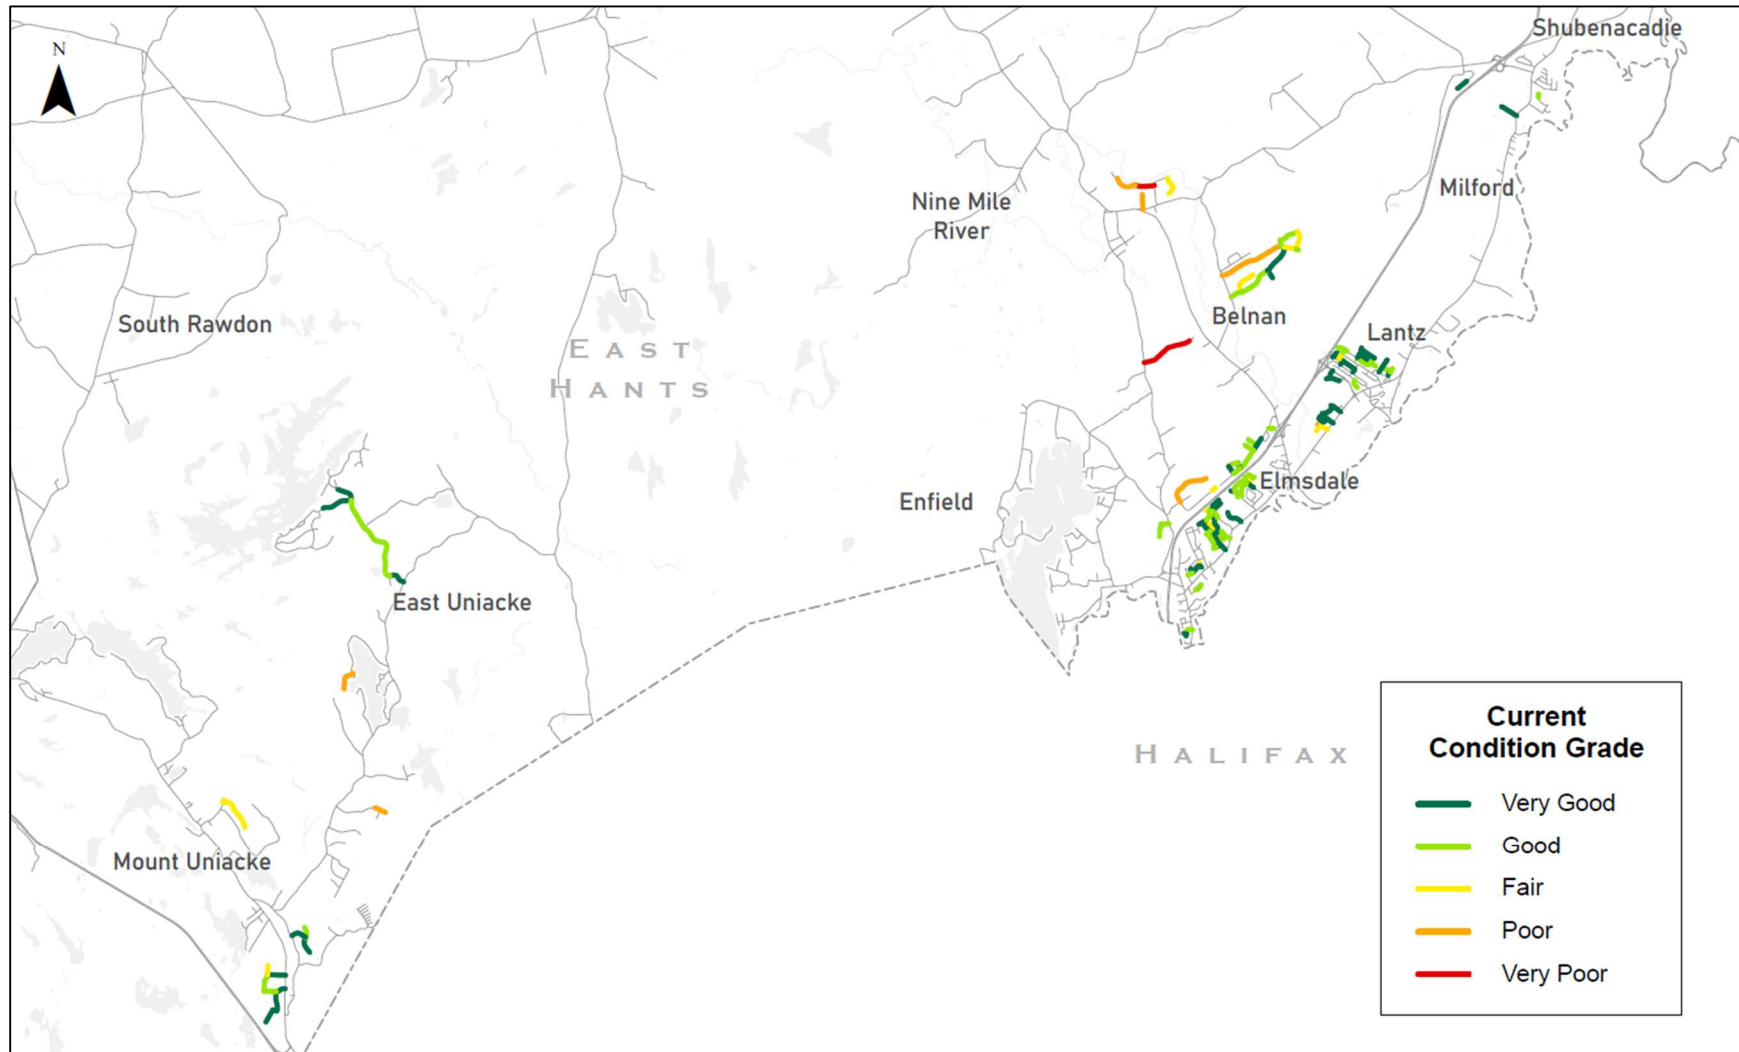 Shubenacadie
N
Milford
Nine Mile
River
Belnan
South Rawdon
Lantz
EAST
HANTS
Elmsdale
Enfield
East Uniacke
HALIFAX
Mount Uniacke
Current
Condition Grade
Very Good
Good
Fair
Poor
Very Poor